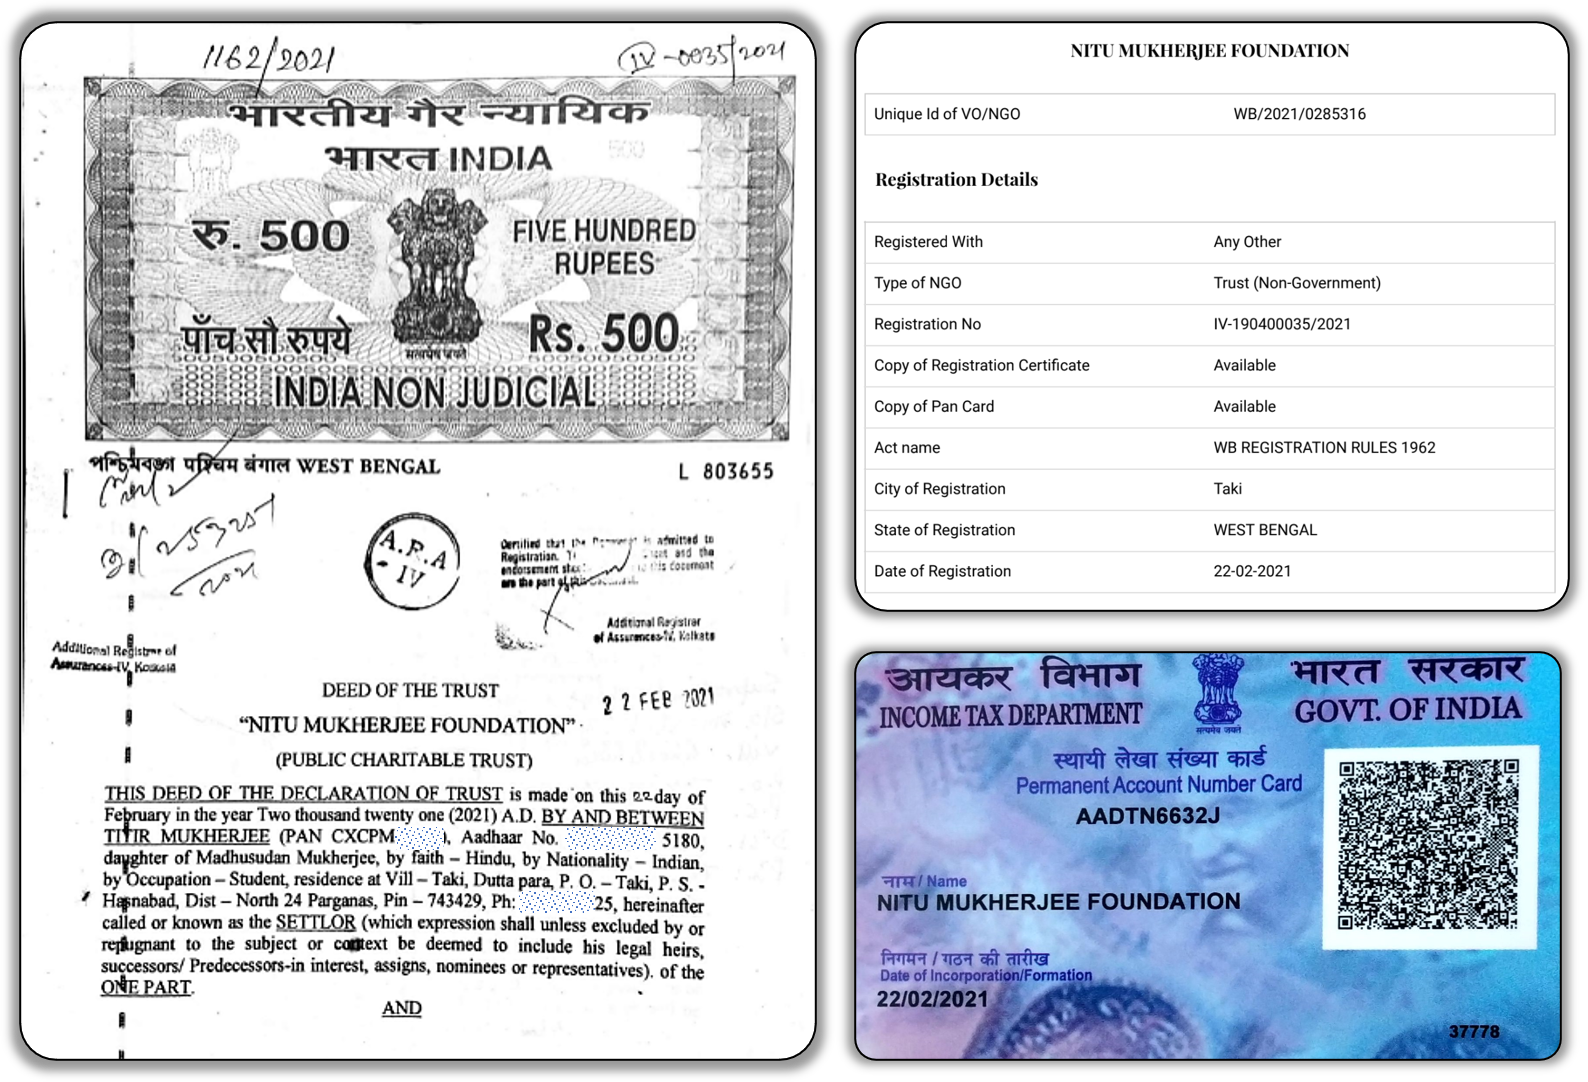 1162/2021
IV-0035/2021
भारतीय गैर न्यायिक
भारत INDIA
500
रु. 500
FIVE HUNDRED
RUPEES
पाँच सौ रुपये
Rs. 500
सत्यमेव जयते
INDIA NON JUDICIAL
পশ্চিমবঙ্গ पश्चिम बंगाल WEST BENGAL
L 803655
A.R.A
- IV
Certified that the is admitted to
Registration. and the
endorsement this document
are the part of this
Additional Registrar
of Assurances-IV, Kolkata
Additional Registrar of
Assurances-IV, Kolkata
22 FEB 2021
DEED OF THE TRUST
“NITU MUKHERJEE FOUNDATION”
(PUBLIC CHARITABLE TRUST)
THIS DEED OF THE DECLARATION OF TRUST is made on this 22 day of
February in the year Two thousand twenty one (2021) A.D. BY AND BETWEEN
TITIR MUKHERJEE (PAN CXCPM ), Aadhaar No. 5180,
daughter of Madhusudan Mukherjee, by faith – Hindu, by Nationality – Indian,
by Occupation – Student, residence at Vill – Taki, Dutta para, P. O. – Taki, P. S. -
Hasnabad, Dist – North 24 Parganas, Pin – 743429, Ph: 25, hereinafter
called or known as the SETTLOR (which expression shall unless excluded by or
repugnant to the subject or context be deemed to include his legal heirs,
successors/ Predecessors-in interest, assigns, nominees or representatives). of the
ONE PART.
AND
NITU MUKHERJEE FOUNDATION
Unique Id of VO/NGO WB/2021/0285316
Registration Details
Registered With Any Other
Type of NGO Trust (Non-Government)
Registration No IV-190400035/2021
Copy of Registration Certificate Available
Copy of Pan Card Available
Act name WB REGISTRATION RULES 1962
City of Registration Taki
State of Registration WEST BENGAL
Date of Registration 22-02-2021
आयकर विभाग
INCOME TAX DEPARTMENT
सत्यमेव जयते
भारत सरकार
GOVT. OF INDIA
स्थायी लेखा संख्या कार्ड
Permanent Account Number Card
AADTN6632J
नाम / Name
NITU MUKHERJEE FOUNDATION
निगमन / गठन की तारीख
Date of Incorporation/Formation
22/02/2021
37778